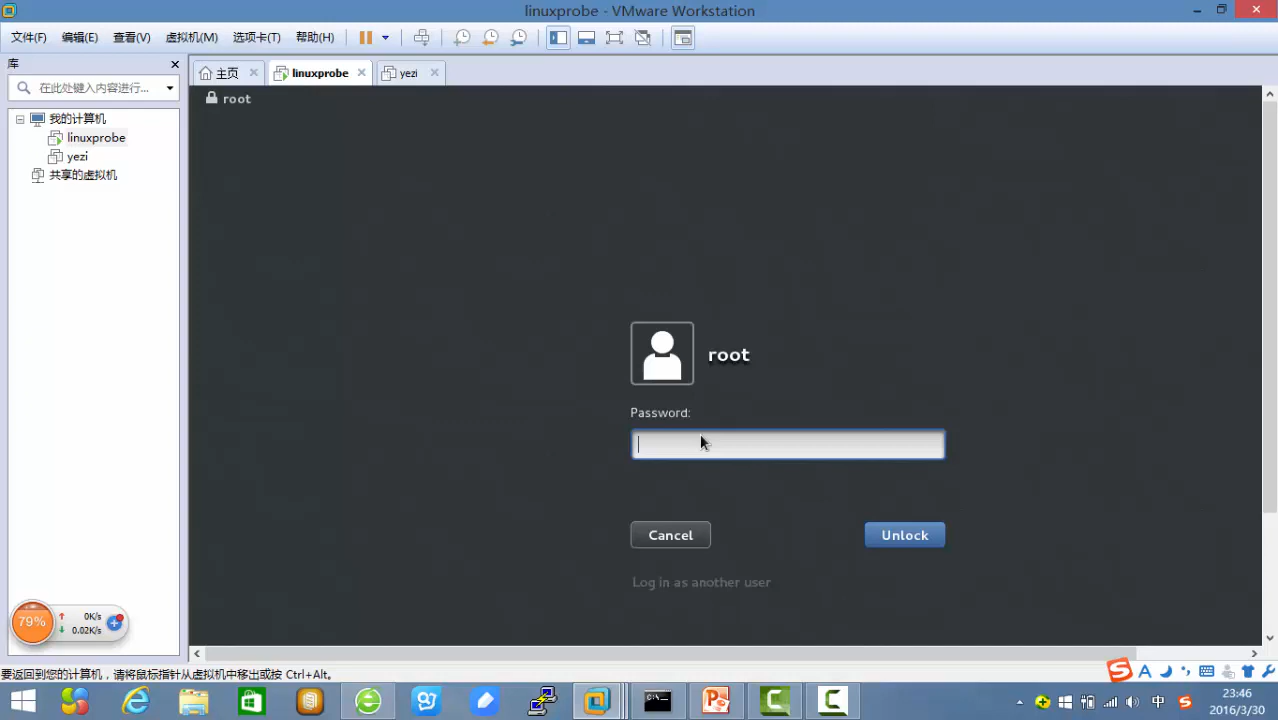 linuxprobe - VMware Workstation
文件(F) 编辑(E) 查看(V) 虚拟机(M) 选项卡(T) 帮助(H)
库
在此处键入内容进行...
我的计算机
linuxprobe
yezi
共享的虚拟机
主页 linuxprobe yezi
root
root
Password:
Cancel Unlock
Log in as another user
79% 0K/s
0.02K/s
要返回到您的计算机，请将鼠标指针从虚拟机中移出或按 Ctrl+Alt。
中
23:46
2016/3/30